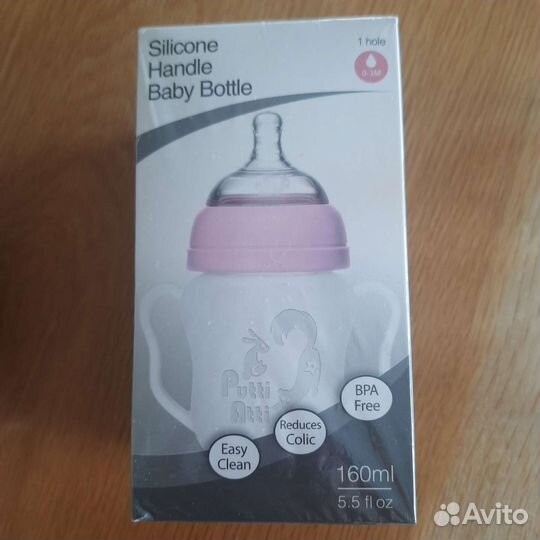 Silicone
Handle
Baby Bottle
1 hole
0-3M
Putti
Atti
BPA
Free
Reduces
Colic
Easy
Clean
160ml
5.5 fl oz
Avito